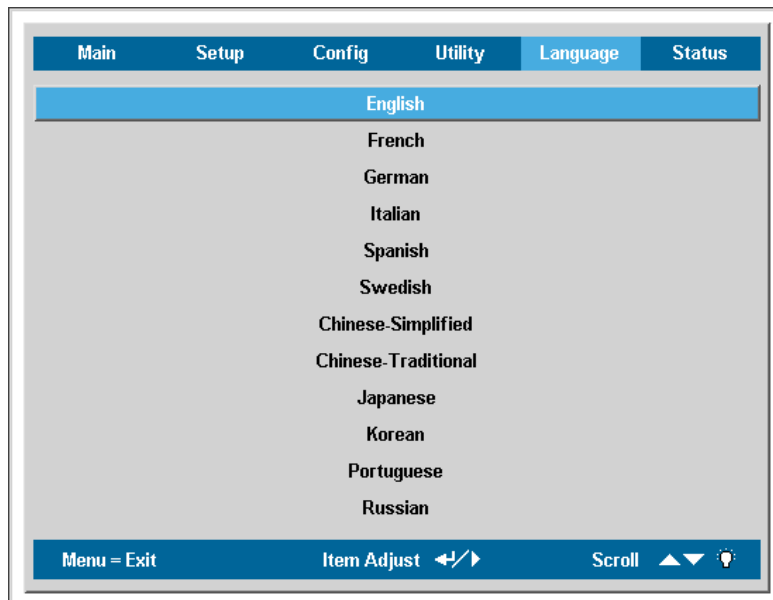 Main Setup Config Utility Language Status
English
French
German
Italian
Spanish
Swedish
Chinese-Simplified
Chinese-Traditional
Japanese
Korean
Portuguese
Russian
Menu = Exit Item Adjust Scroll